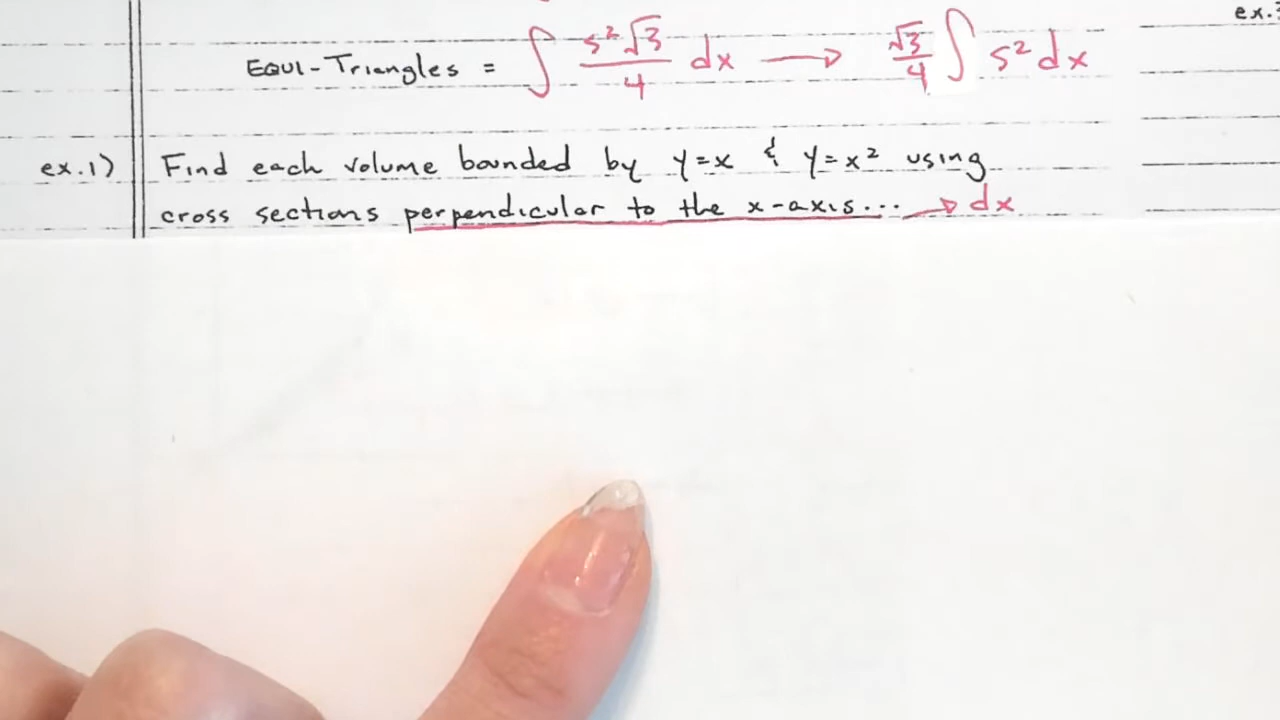 Equi-Triangles = ∫ s²√3/4 dx → √3/4 ∫ s² dx
ex.1) Find each volume bounded by y=x & y=x² using
cross sections perpendicular to the x-axis... → dx